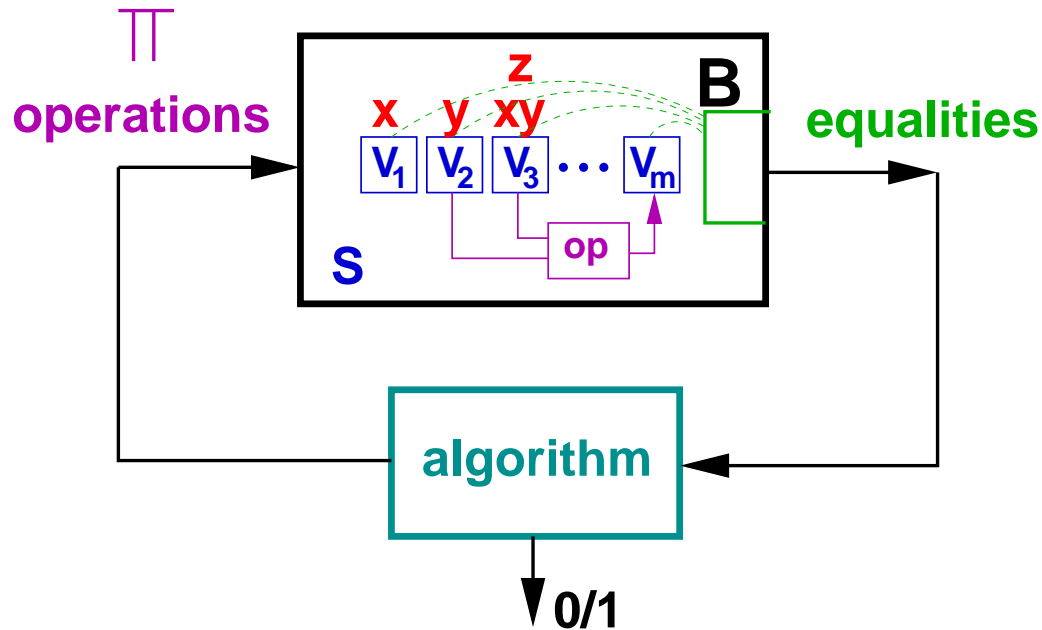 ∏
operations
z
B
x y xy
equalities
V1 V2 V3 ••• Vm
op
S
algorithm
0/1